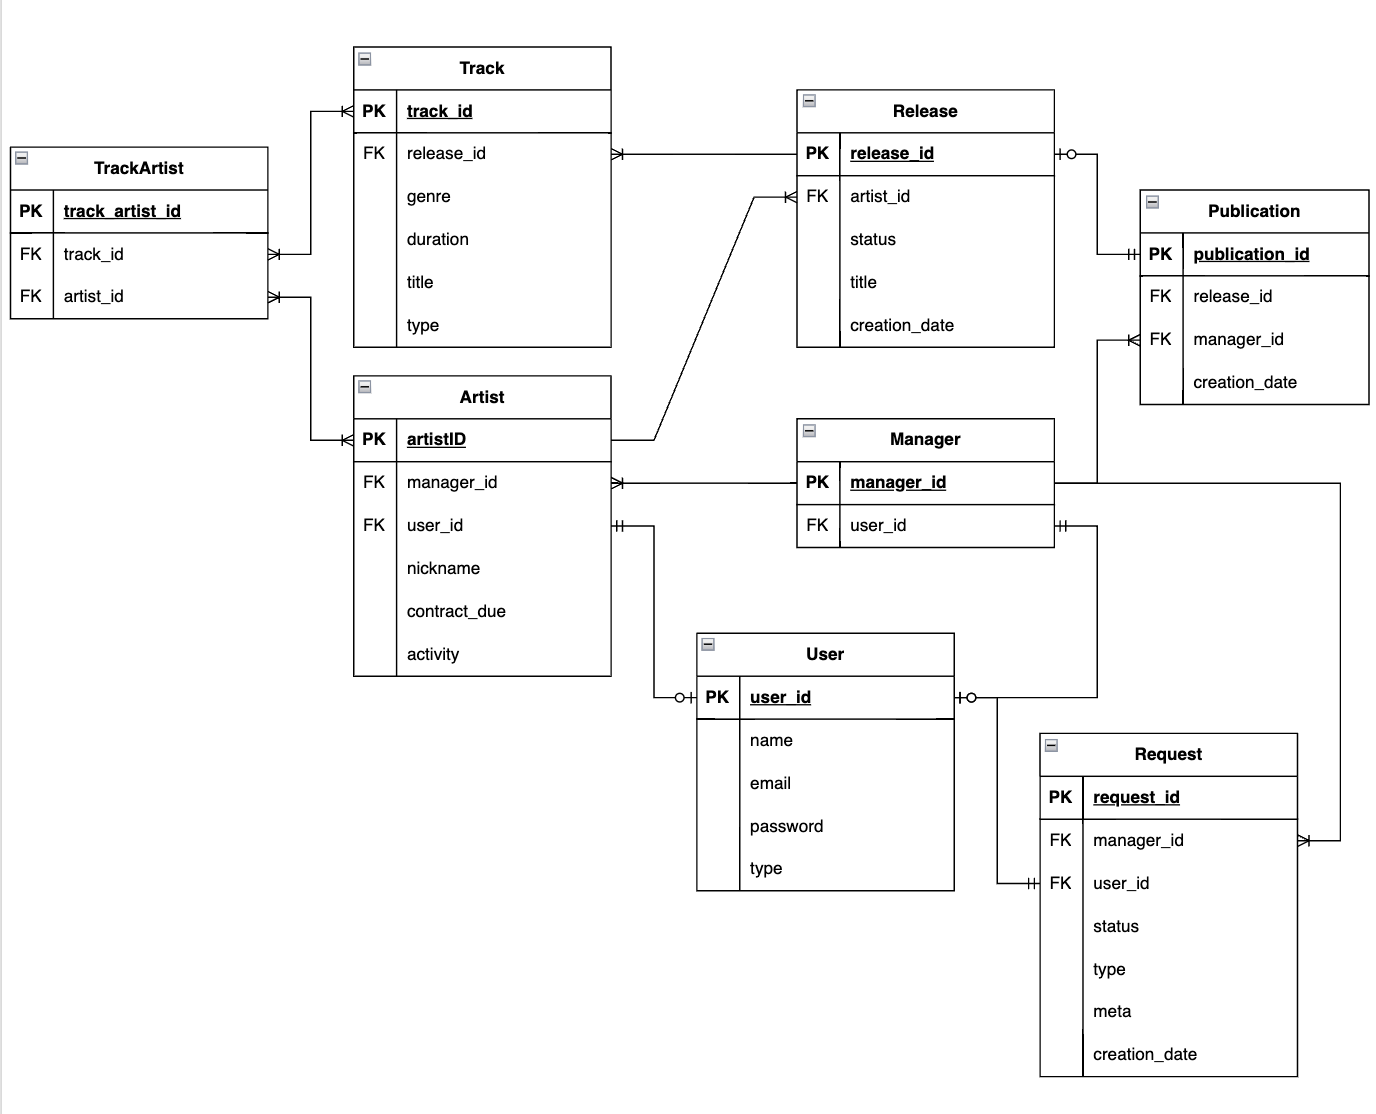 Track
PK track_id
FK release_id
genre
duration
title
type
TrackArtist
PK track_artist_id
FK track_id
FK artist_id
Release
PK release_id
FK artist_id
status
title
creation_date
Publication
PK publication_id
FK release_id
FK manager_id
creation_date
Artist
PK artistID
FK manager_id
FK user_id
nickname
contract_due
activity
Manager
PK manager_id
FK user_id
User
PK user_id
name
email
password
type
Request
PK request_id
FK manager_id
FK user_id
status
type
meta
creation_date